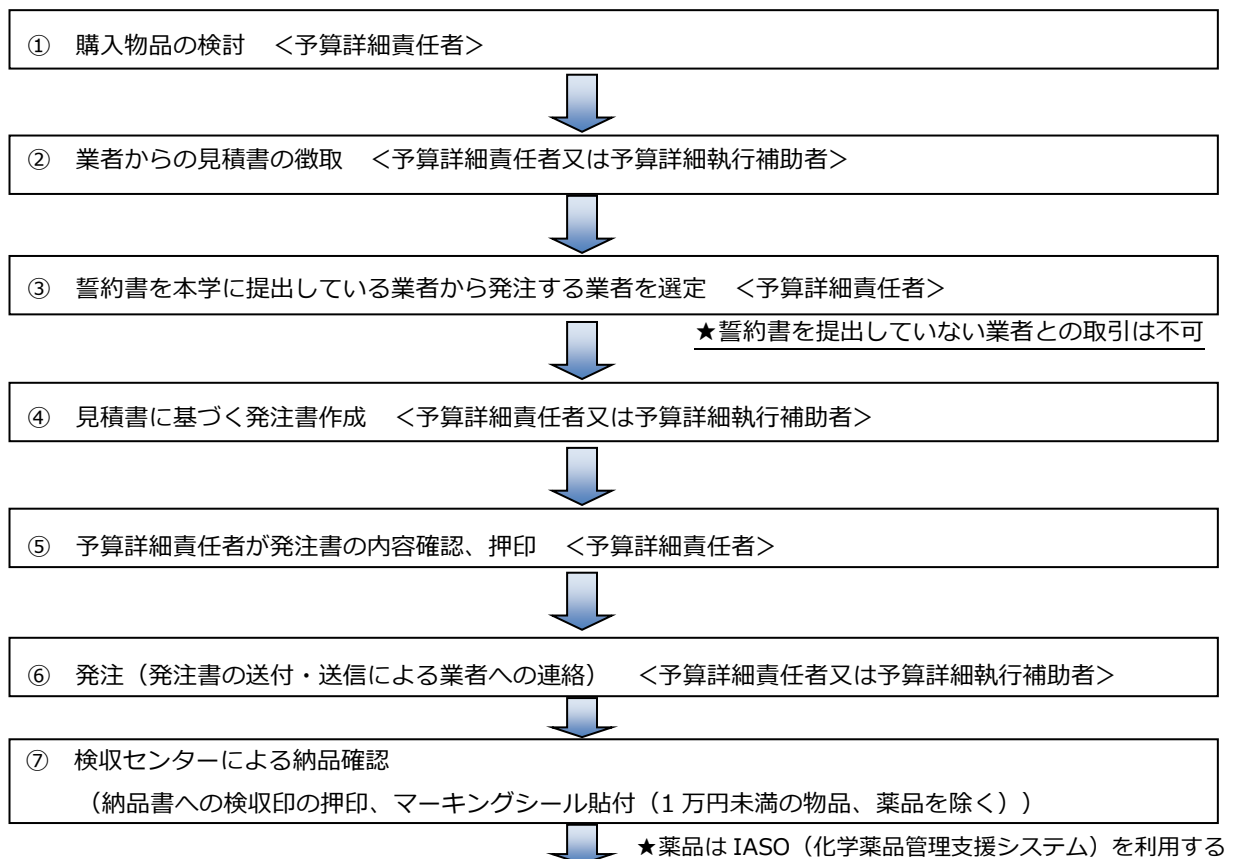 ① 購入物品の検討 ＜予算詳細責任者＞
② 業者からの見積書の徴取 ＜予算詳細責任者又は予算詳細執行補助者＞
③ 誓約書を本学に提出している業者から発注する業者を選定 ＜予算詳細責任者＞
★誓約書を提出していない業者との取引は不可
④ 見積書に基づく発注書作成 ＜予算詳細責任者又は予算詳細執行補助者＞
⑤ 予算詳細責任者が発注書の内容確認、押印 ＜予算詳細責任者＞
⑥ 発注（発注書の送付・送信による業者への連絡） ＜予算詳細責任者又は予算詳細執行補助者＞
⑦ 検収センターによる納品確認
（納品書への検収印の押印、マーキングシール貼付（1 万円未満の物品、薬品を除く））
★薬品は IASO（化学薬品管理支援システム）を利用する